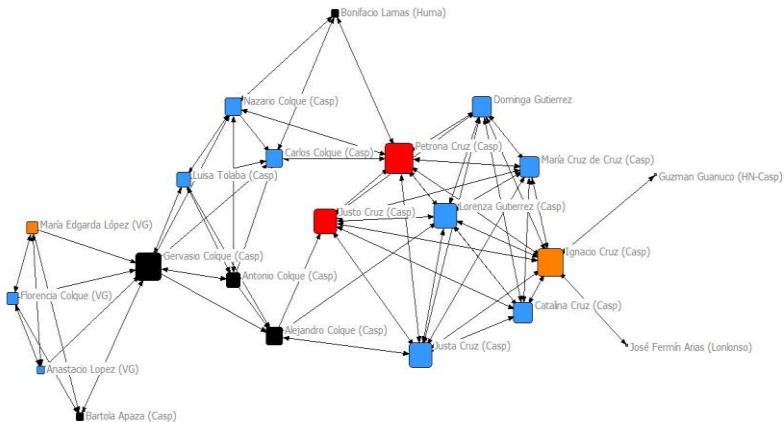 Bonifacio Lamas (Huma)
Nazario Colque (Casp)
Dominga Gutierrez
Petrona Cruz (Casp)
Carlos Colque (Casp)
María Cruz de Cruz (Casp)
Luisa Tolaba (Casp)
Guzman Guanuco (HN-Casp)
Lorenza Gutierrez (Casp)
Justo Cruz (Casp)
María Edgarda López (VG)
Ignacio Cruz (Casp)
Gervasio Colque (Casp)
Antonio Colque (Casp)
Florencia Colque (VG)
Catalina Cruz (Casp)
Alejandro Colque (Casp)
Justa Cruz (Casp)
José Fermín Arias (Lonlonso)
Anastacio Lopez (VG)
Bartola Apaza (Casp)